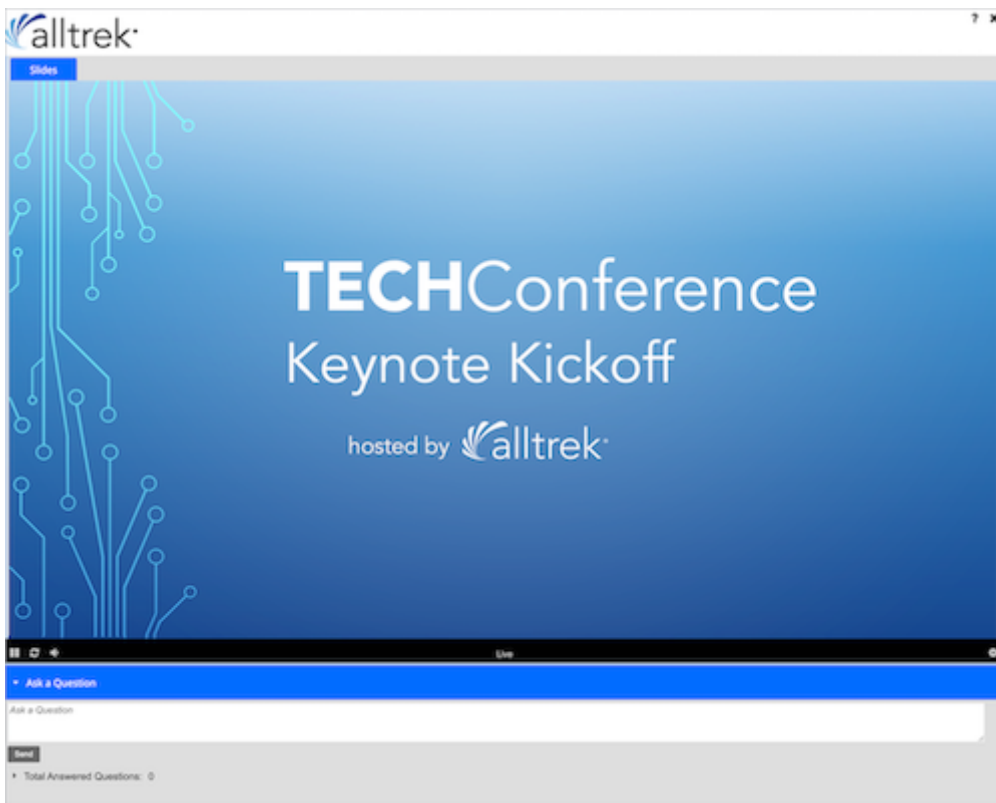 alltrek
?
Slides
TECHConference
Keynote Kickoff
hosted by alltrek
Live
Ask a Question
Ask a Question
Send
Total Answered Questions: 0